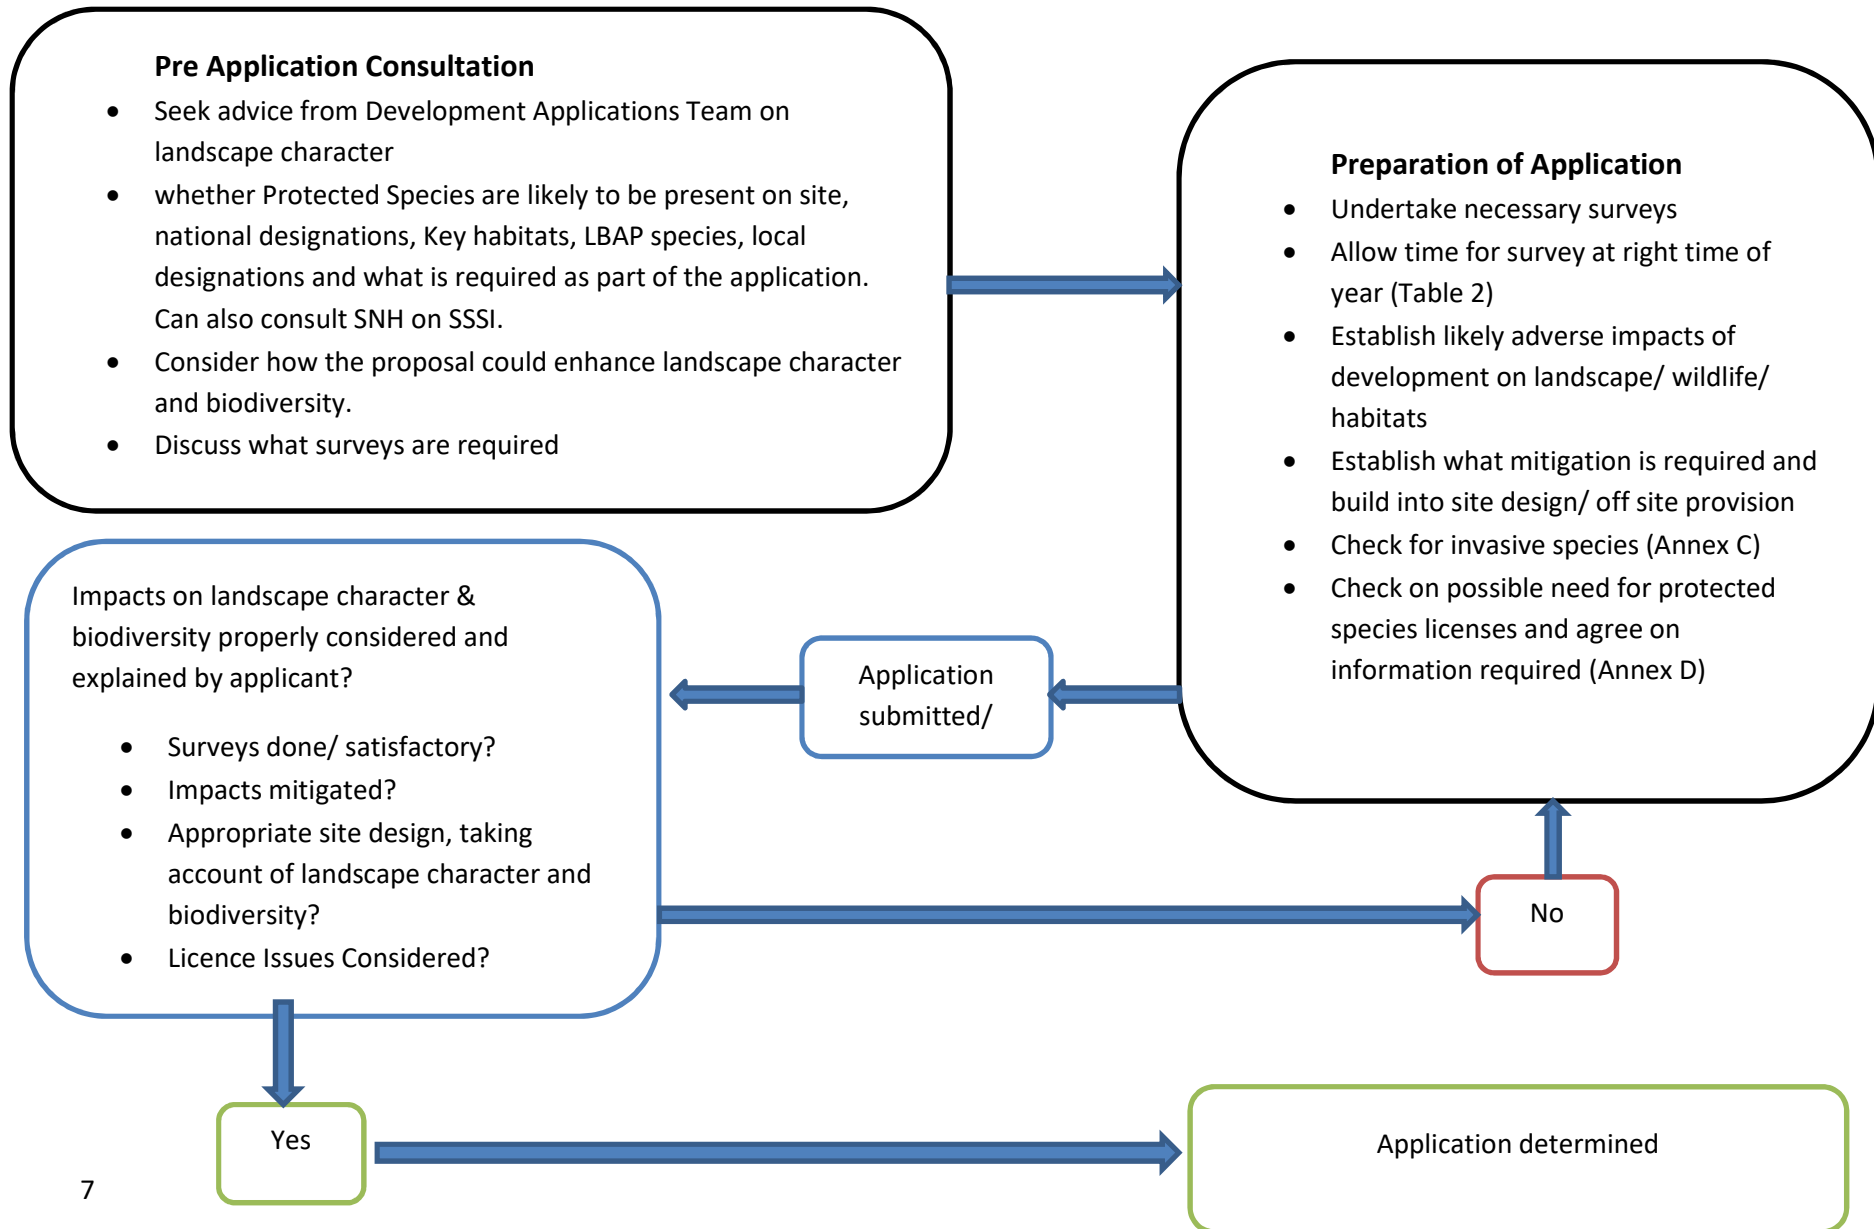 Pre Application Consultation
• Seek advice from Development Applications Team on
landscape character
• whether Protected Species are likely to be present on site,
national designations, Key habitats, LBAP species, local
designations and what is required as part of the application.
Can also consult SNH on SSSI.
• Consider how the proposal could enhance landscape character
and biodiversity.
• Discuss what surveys are required
Preparation of Application
• Undertake necessary surveys
• Allow time for survey at right time of
year (Table 2)
• Establish likely adverse impacts of
development on landscape/ wildlife/
habitats
• Establish what mitigation is required and
build into site design/ off site provision
• Check for invasive species (Annex C)
• Check on possible need for protected
species licenses and agree on
information required (Annex D)
Application
submitted/
Impacts on landscape character &
biodiversity properly considered and
explained by applicant?
• Surveys done/ satisfactory?
• Impacts mitigated?
• Appropriate site design, taking
account of landscape character and
biodiversity?
• Licence Issues Considered?
No
Yes
Application determined
7